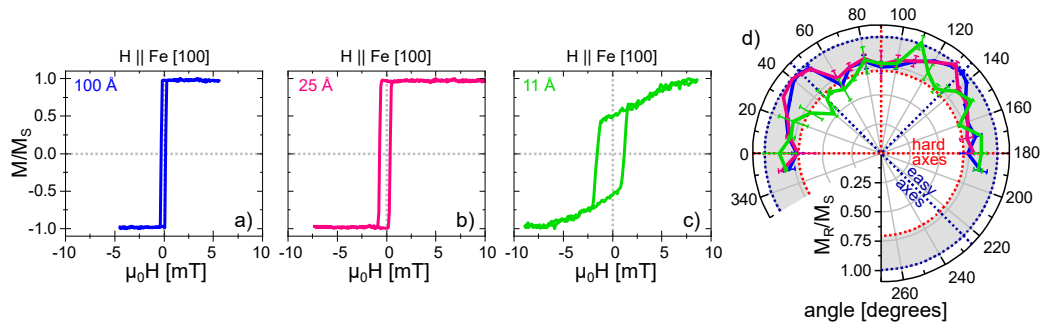 H || Fe [100]
100 Å
1.0
0.5
0.0
-0.5
-1.0
M/MS
a)
-10 -5 0 5 10
μ0H [mT]
H || Fe [100]
25 Å
b)
-10 -5 0 5 10
μ0H [mT]
H || Fe [100]
11 Å
c)
-10 -5 0 5 10
μ0H [mT]
d)
340
0
20
40
60
80
100
120
140
160
180
200
220
240
260
hard
axes
easy
axes
0.25
0.50
0.75
1.00
MR/MS
angle [degrees]